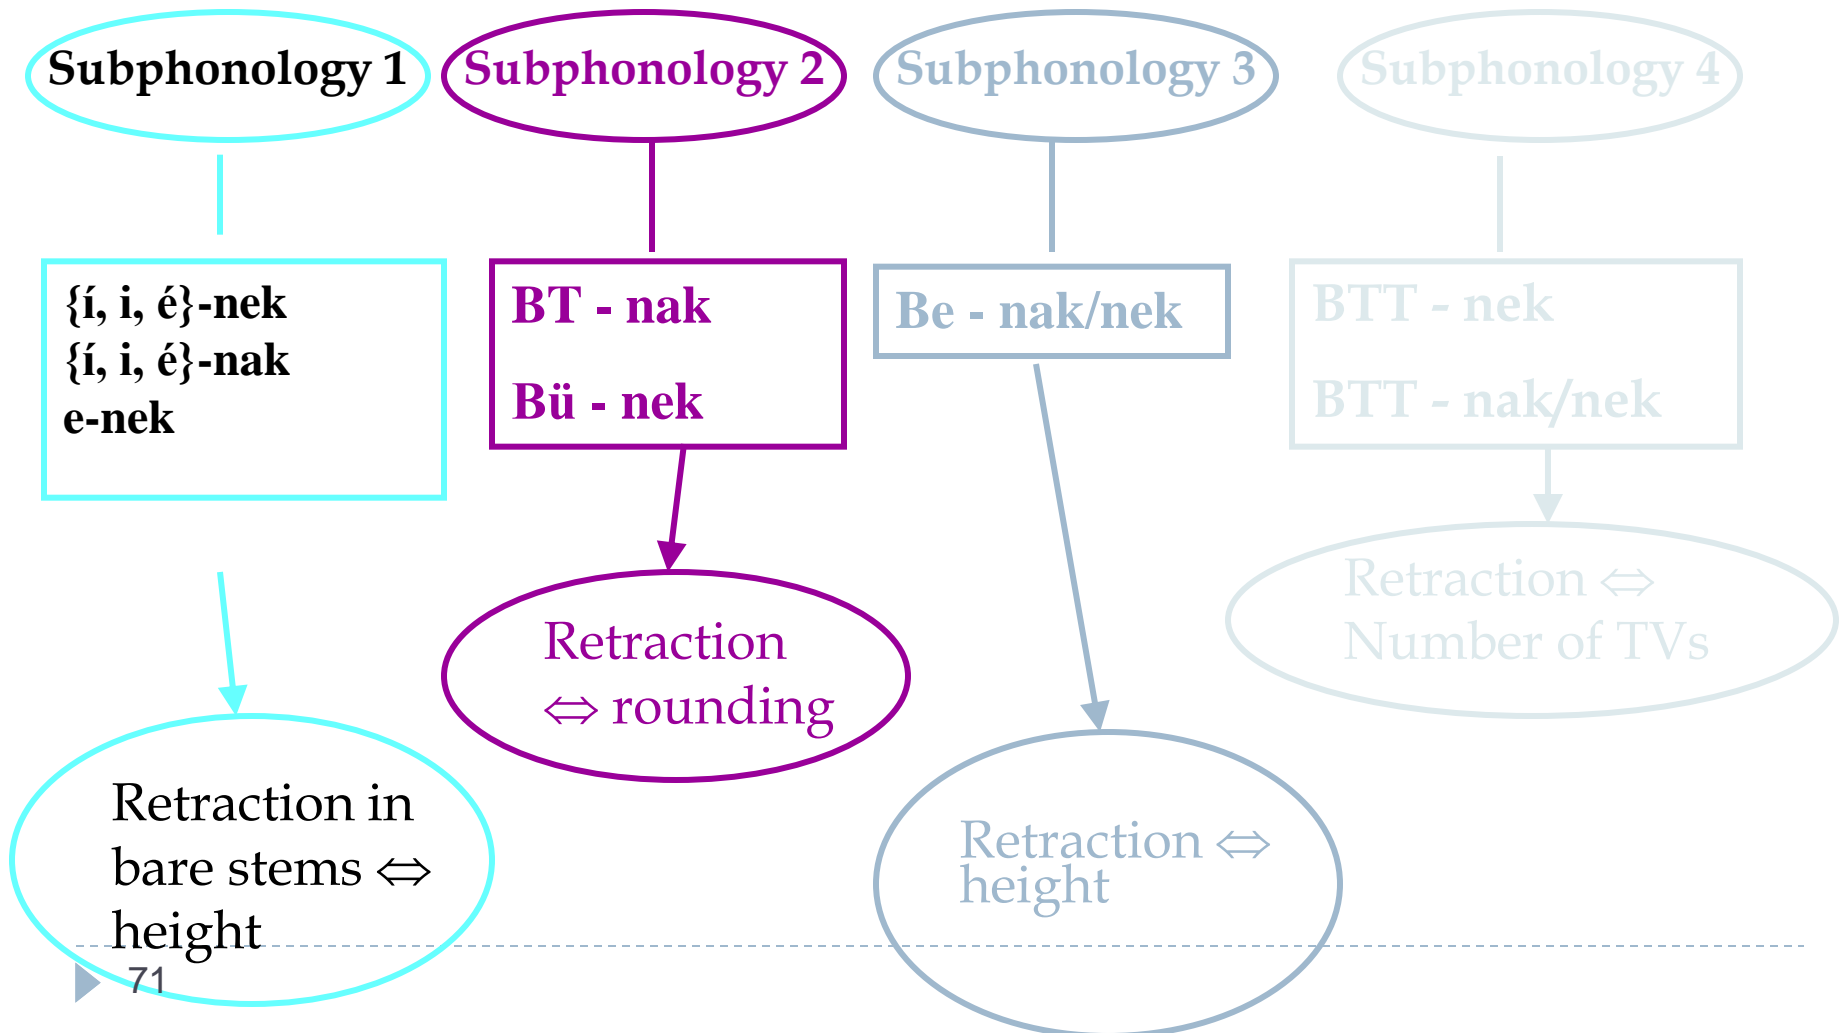 Subphonology 1
Subphonology 2
Subphonology 3
Subphonology 4
{í, i, é}-nek
{í, i, é}-nak
e-nek
BT - nak
Bü - nek
Be - nak/nek
BTT - nek
BTT - nak/nek
Retraction in
bare stems ⇔
height
Retraction
⇔ rounding
Retraction ⇔
height
Retraction ⇔
Number of TVs
71